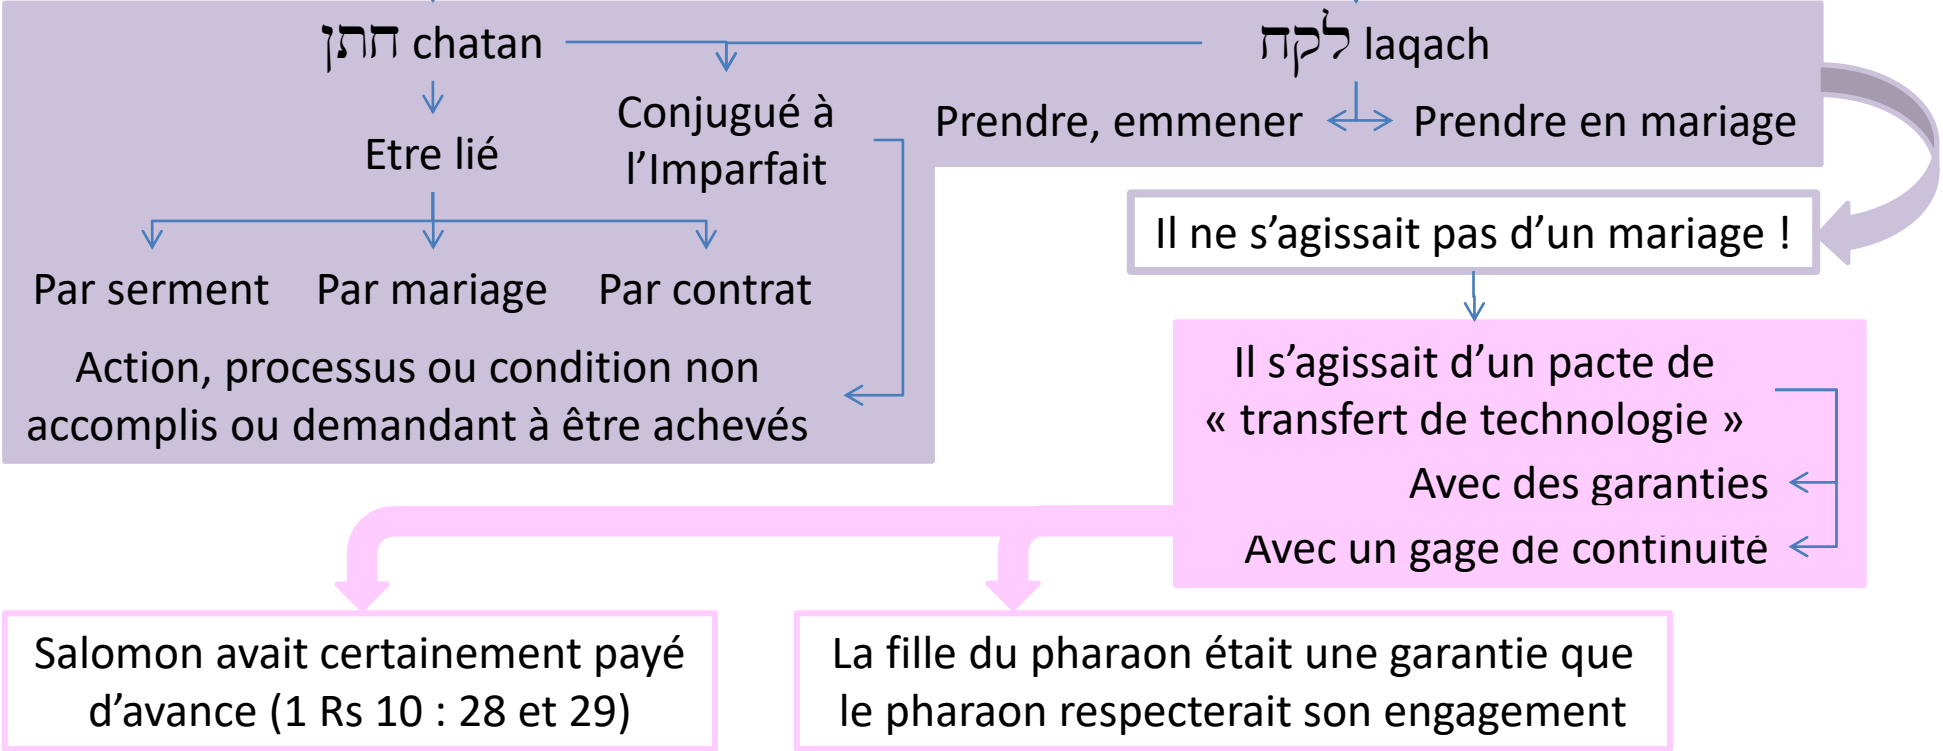 חתן chatan
לקח laqach
Conjugué à
l’Imparfait
Prendre, emmener
Prendre en mariage
Etre lié
Par serment
Par mariage
Par contrat
Action, processus ou condition non
accomplis ou demandant à être achevés
Il ne s’agissait pas d’un mariage !
Il s’agissait d’un pacte de
« transfert de technologie »
Avec des garanties
Avec un gage de continuité
Salomon avait certainement payé
d’avance (1 Rs 10 : 28 et 29)
La fille du pharaon était une garantie que
le pharaon respecterait son engagement